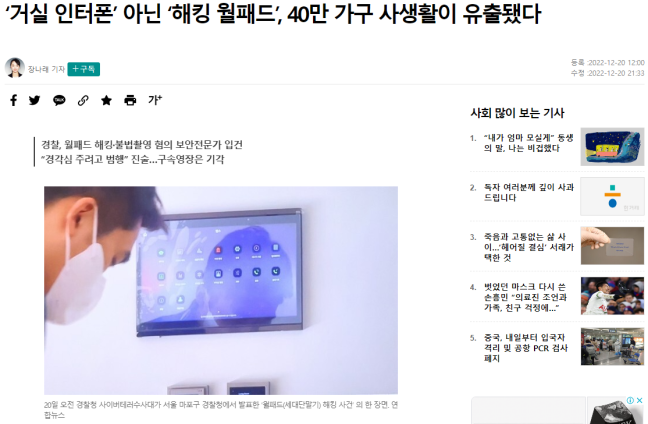 ‘거실 인터폰’ 아닌 ‘해킹 월패드’, 40만 가구 사생활이 유출됐다
장나래 기자 +구독
등록 :2022-12-20 12:00
수정 :2022-12-20 21:33
가+
경찰, 월패드 해킹·불법촬영 혐의 보안전문가 입건
“경각심 주려고 범행” 진술…구속영장은 기각
20일 오전 경찰청 사이버테러수사대가 서울 마포구 경찰청에서 발표한 ‘월패드(세대단말기) 해킹 사건’ 의 한 장면. 연
합뉴스
사회 많이 보는 기사
1. “내가 엄마 모실게” 동생
의 말, 나는 비겁했다
2. 독자 여러분께 깊이 사과
드립니다
3. 죽음과 고통없는 삶 사
이…‘헤어질 결심’ 서래가
택한 것
4. 벗었던 마스크 다시 쓴
손흥민 “의료진 조언과
가족, 친구 걱정에…”
5. 중국, 내일부터 입국자
격리 및 공항 PCR 검사
폐지